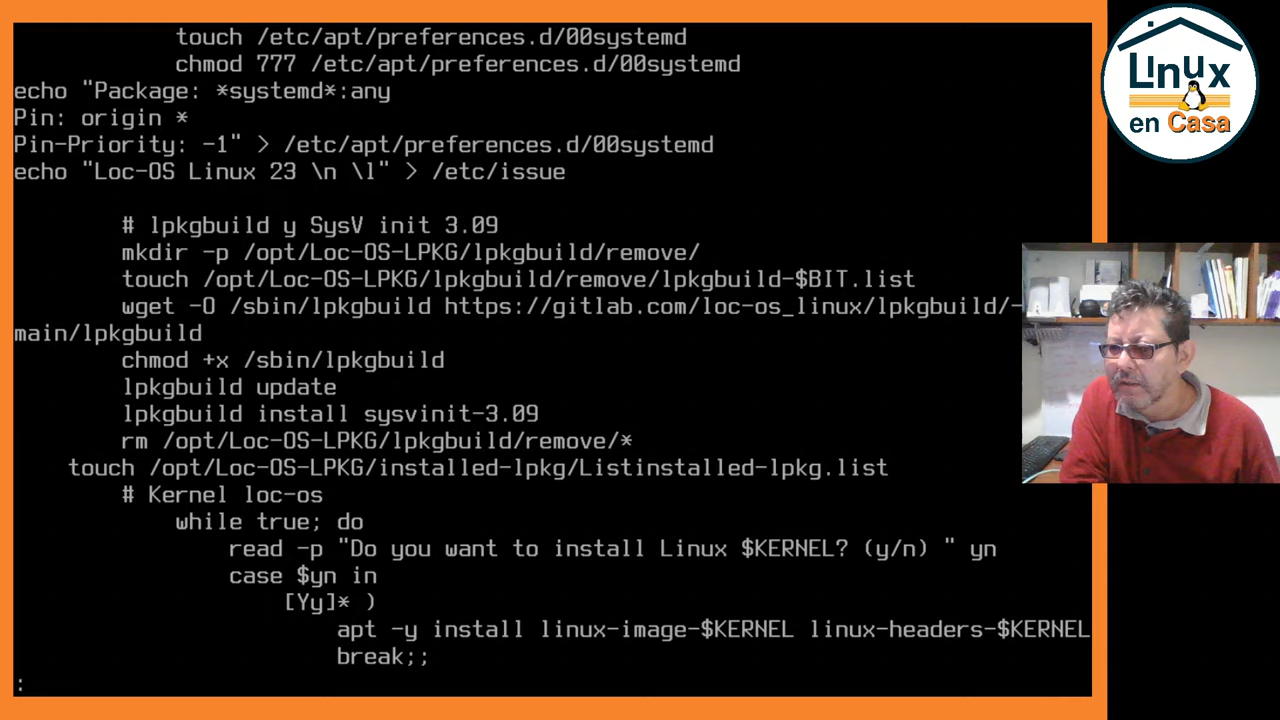 touch /etc/apt/preferences.d/00systemd
chmod 777 /etc/apt/preferences.d/00systemd
echo "Package: *systemd*:any
Pin: origin *
Pin-Priority: -1" > /etc/apt/preferences.d/00systemd
echo "Loc-OS Linux 23 \n \l" > /etc/issue
# lpkgbuild y SysV init 3.09
mkdir -p /opt/Loc-OS-LPKG/lpkgbuild/remove/
touch /opt/Loc-OS-LPKG/lpkgbuild/remove/lpkgbuild-$BIT.list
wget -O /sbin/lpkgbuild https://gitlab.com/loc-os_linux/lpkgbuild/-
main/lpkgbuild
chmod +x /sbin/lpkgbuild
lpkgbuild update
lpkgbuild install sysvinit-3.09
rm /opt/Loc-OS-LPKG/lpkgbuild/remove/*
touch /opt/Loc-OS-LPKG/installed-lpkg/Listinstalled-lpkg.list
# Kernel loc-os
while true; do
read -p "Do you want to install Linux $KERNEL? (y/n) " yn
case $yn in
[Yy]* )
apt -y install linux-image-$KERNEL linux-headers-$KERNEL
break;;
:
Linux
en Casa